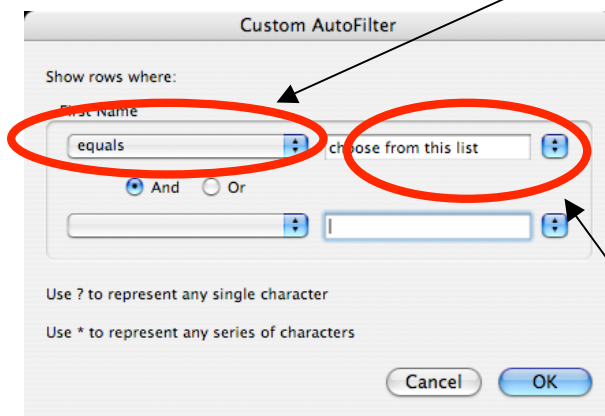 Custom AutoFilter
Show rows where:
First Name
equals choose from this list
And Or
Use ? to represent any single character
Use * to represent any series of characters
Cancel OK